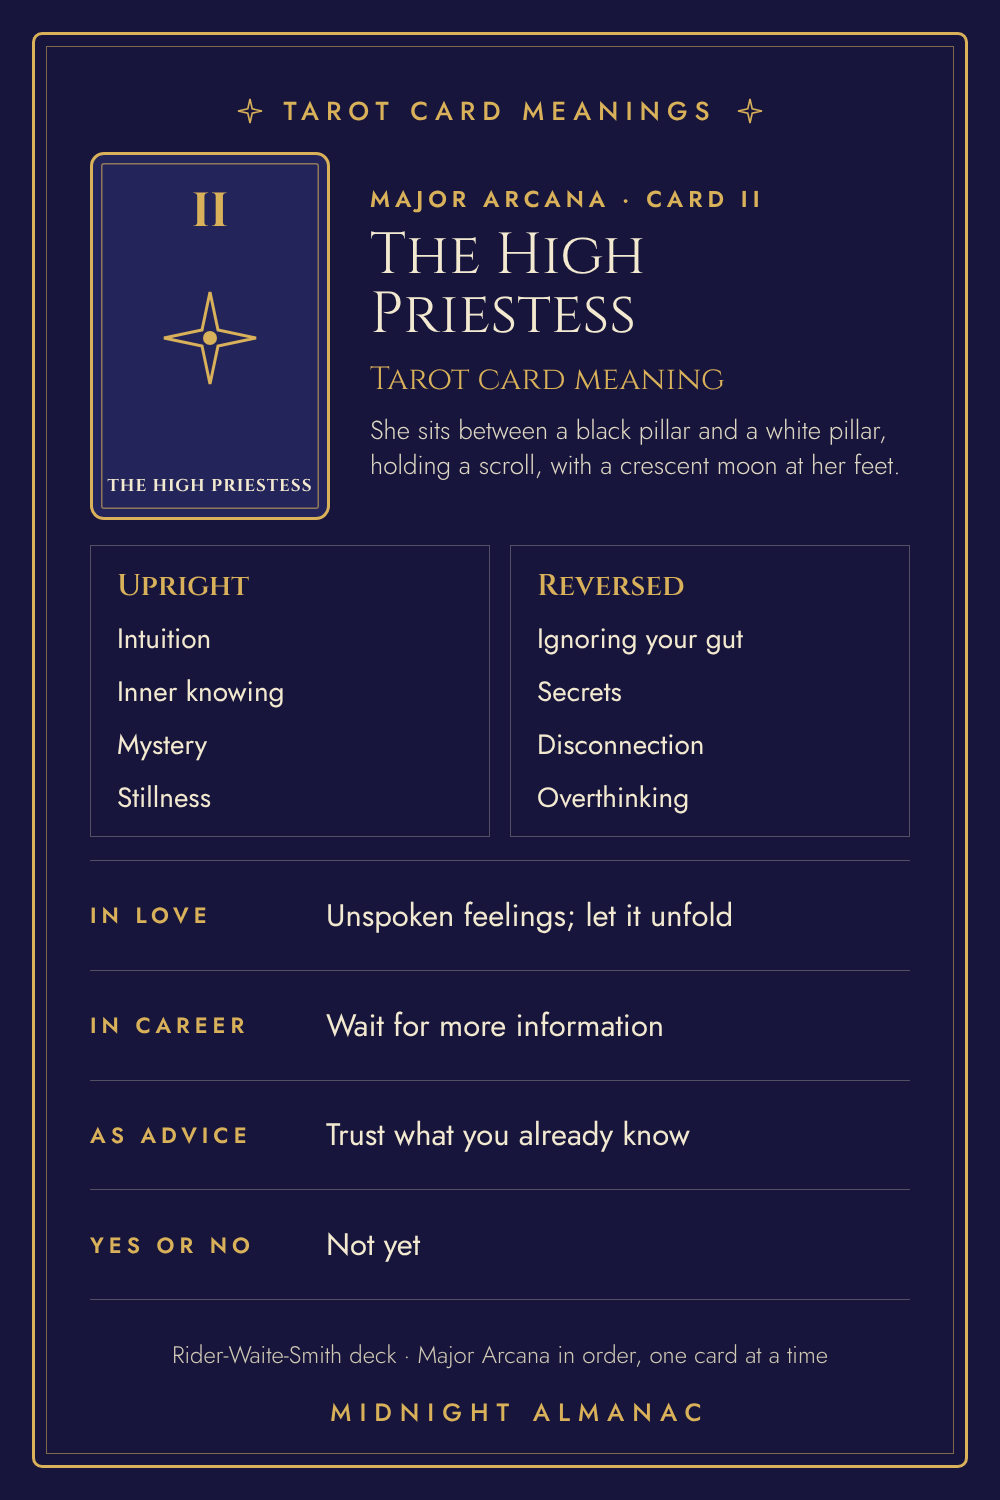 TAROT CARD MEANINGS
II
THE HIGH PRIESTESS
MAJOR ARCANA · CARD II
The High
Priestess
Tarot card meaning
She sits between a black pillar and a white pillar,
holding a scroll, with a crescent moon at her feet.
Upright
Intuition
Inner knowing
Mystery
Stillness
Reversed
Ignoring your gut
Secrets
Disconnection
Overthinking
IN LOVE
Unspoken feelings; let it unfold
IN CAREER
Wait for more information
AS ADVICE
Trust what you already know
YES OR NO
Not yet
Rider-Waite-Smith deck · Major Arcana in order, one card at a time
MIDNIGHT ALMANAC